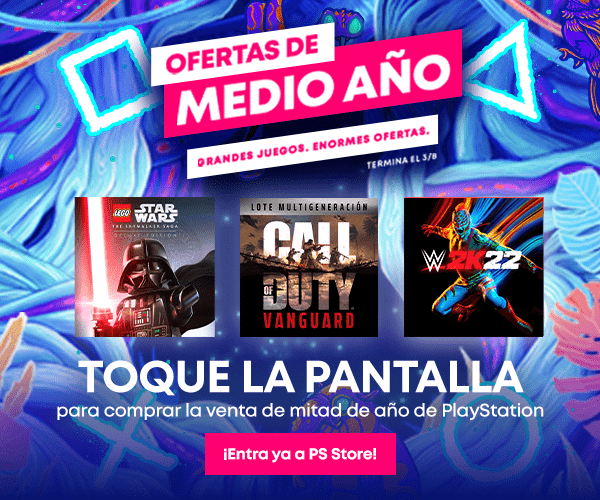 OFERTAS DE
MEDIO AÑO
GRANDES JUEGOS. ENORMES OFERTAS.
TERMINA EL 3/8
LEGO STAR WARS
THE SKYWALKER SAGA
DELUXE EDITION
LOTE MULTIGENERACIÓN
CALL
OF DUTY
VANGUARD
W 2K22
TOQUE LA PANTALLA
para comprar la venta de mitad de año de PlayStation
¡Entra ya a PS Store!